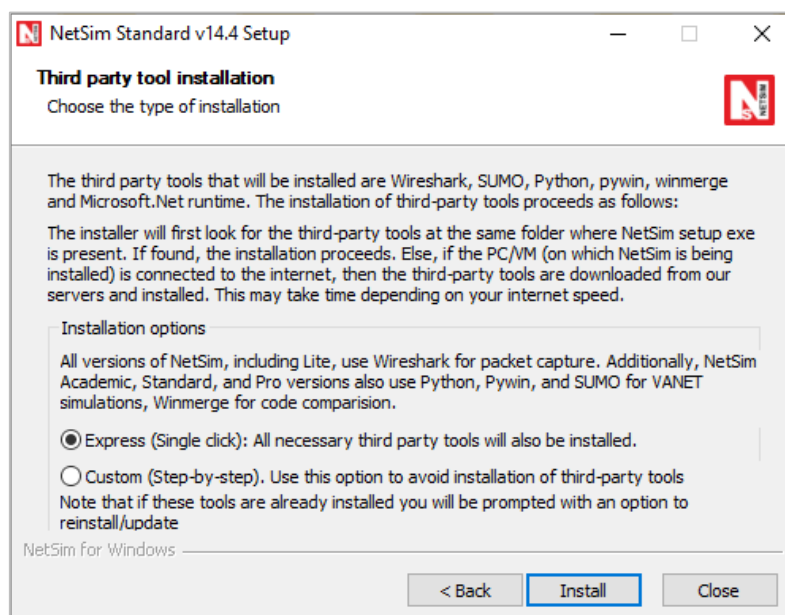 NetSim Standard v14.4 Setup
Third party tool installation
Choose the type of installation
NETSIM
The third party tools that will be installed are Wireshark, SUMO, Python, pywin, winmerge
and Microsoft.Net runtime. The installation of third-party tools proceeds as follows:
The installer will first look for the third-party tools at the same folder where NetSim setup exe
is present. If found, the installation proceeds. Else, if the PC/VM (on which NetSim is being
installed) is connected to the internet, then the third-party tools are downloaded from our
servers and installed. This may take time depending on your internet speed.
Installation options
All versions of NetSim, including Lite, use Wireshark for packet capture. Additionally, NetSim
Academic, Standard, and Pro versions also use Python, Pywin, and SUMO for VANET
simulations, Winmerge for code comparision.
Express (Single click): All necessary third party tools will also be installed.
Custom (Step-by-step). Use this option to avoid installation of third-party tools
Note that if these tools are already installed you will be prompted with an option to
reinstall/update
NetSim for Windows
< Back
Install
Close